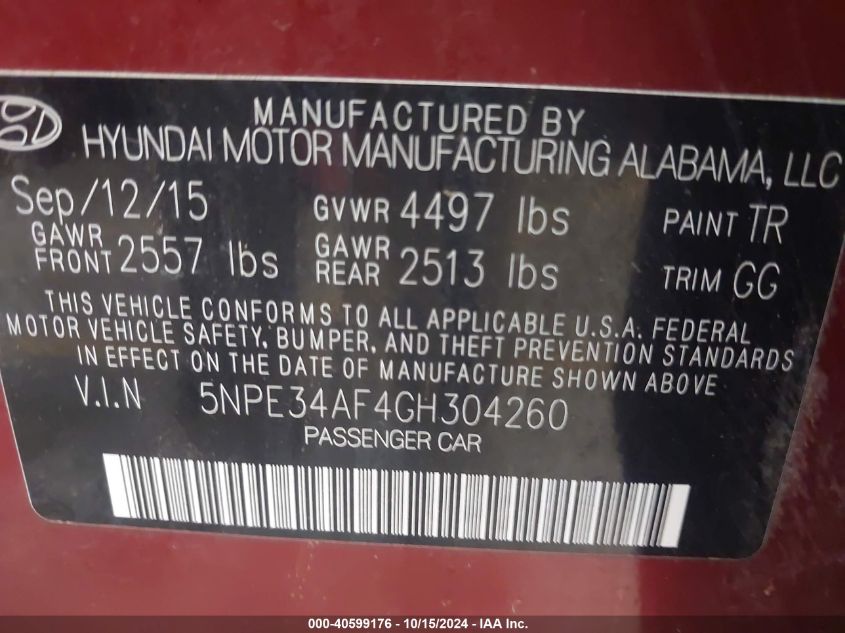 MANUFACTURED BY
HYUNDAI MOTOR MANUFACTURING ALABAMA, LLC
Sep/12/15 GVWR 4497 lbs PAINT TR
GAWR FRONT 2557 lbs GAWR REAR 2513 lbs TRIM GG
THIS VEHICLE CONFORMS TO ALL APPLICABLE U.S.A. FEDERAL
MOTOR VEHICLE SAFETY, BUMPER, AND THEFT PREVENTION STANDARDS
IN EFFECT ON THE DATE OF MANUFACTURE SHOWN ABOVE
V.I.N 5NPE34AF4GH304260
PASSENGER CAR
000-40599176 - 10/15/2024 - IAA Inc.